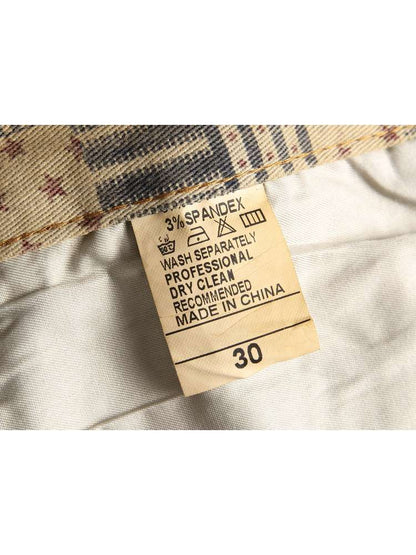 3%SPANDEX
WASH SEPARATELY
PROFESSIONAL
DRY CLEAN
RECOMMENDED
MADE IN CHINA
30